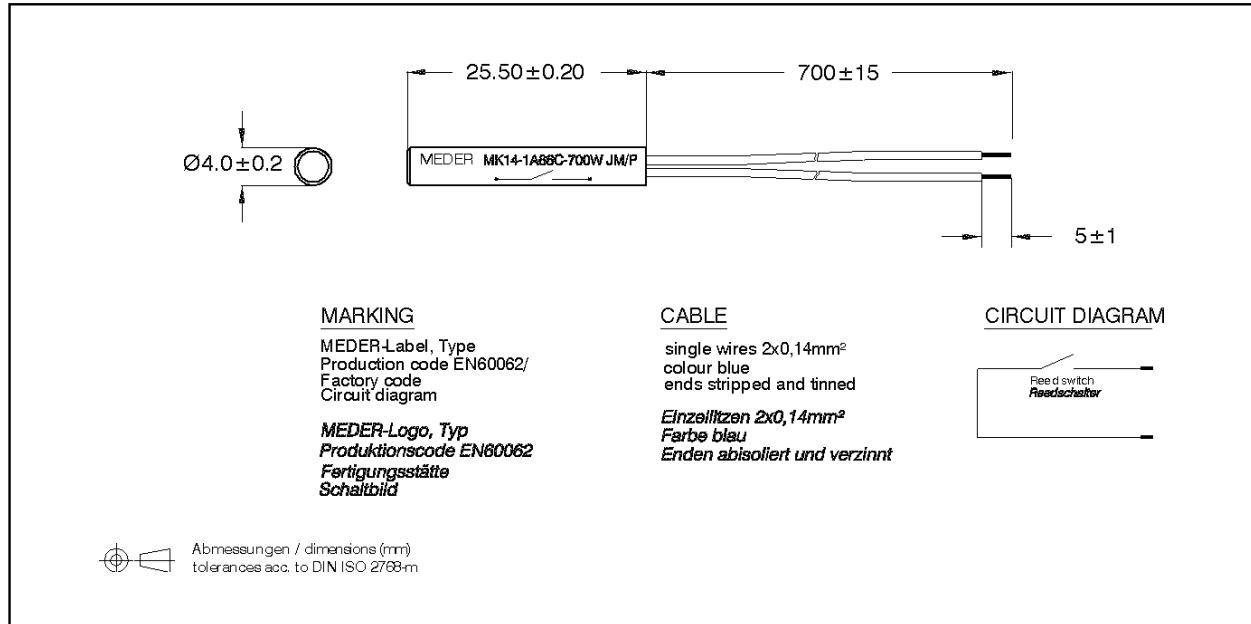 25.50±0.20
700±15
Ø4.0±0.2
MEDER MK14-1A66C-700W JM/P
5±1
MARKING
MEDER-Label, Type
Production code EN60062/
Factory code
Circuit diagram
MEDER-Logo, Typ
Produktionscode EN60062
Fertigungsstätte
Schaltbild
CABLE
single wires 2x0,14mm²
colour blue
ends stripped and tinned
Einzellitzen 2x0,14mm²
Farbe blau
Enden abisoliert und verzinnt
CIRCUIT DIAGRAM
Reed switch
Reedschalter
Abmessungen / dimensions (mm)
tolerances acc. to DIN ISO 2768-m